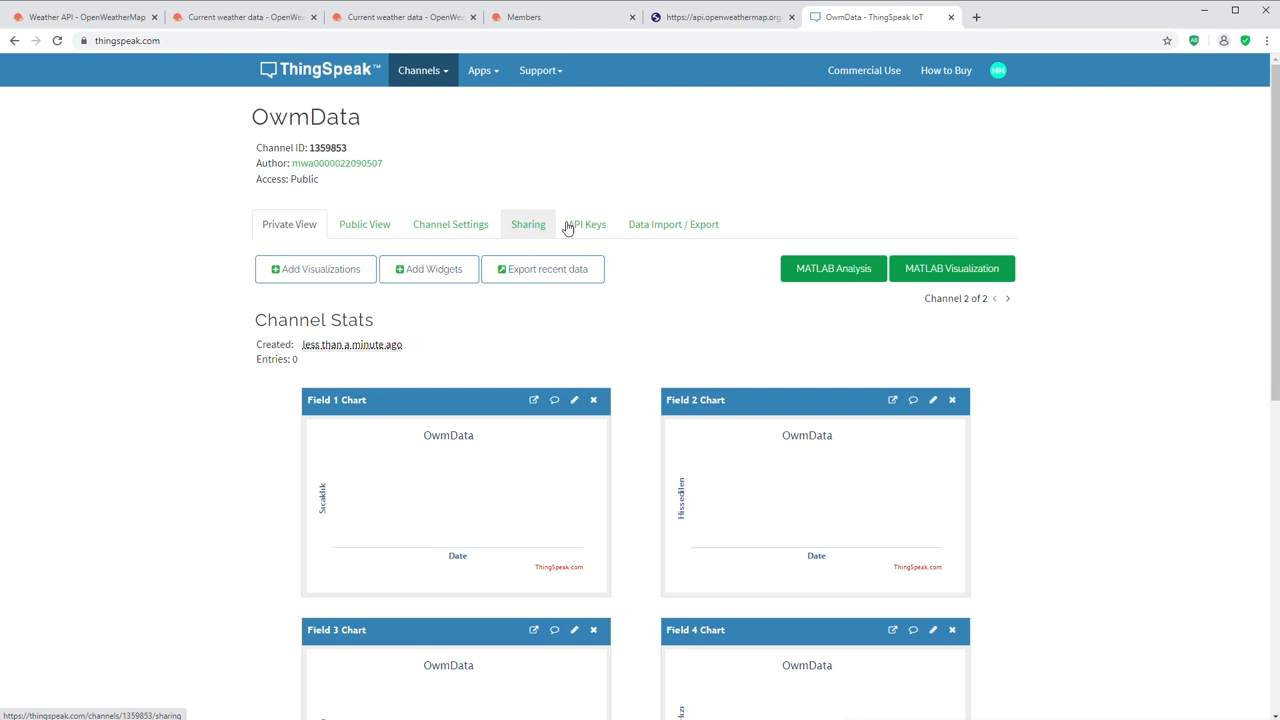 Weather API - OpenWeatherMap
Current weather data - OpenWea
Current weather data - OpenWea
Members
https://api.openweathermap.org
OwmData - ThingSpeak IoT
thingspeak.com
ThingSpeak™
Channels
Apps
Support
Commercial Use
How to Buy
HH
OwmData
Channel ID: 1359853
Author: mwa0000022090507
Access: Public
Private View
Public View
Channel Settings
Sharing
API Keys
Data Import / Export
Add Visualizations
Add Widgets
Export recent data
MATLAB Analysis
MATLAB Visualization
Channel 2 of 2
Channel Stats
Created: less than a minute ago
Entries: 0
Field 1 Chart
OwmData
Sıcaklık
Date
ThingSpeak.com
Field 2 Chart
OwmData
Hissedilen
Date
ThingSpeak.com
Field 3 Chart
OwmData
Field 4 Chart
OwmData
https://thingspeak.com/channels/1359853/sharing